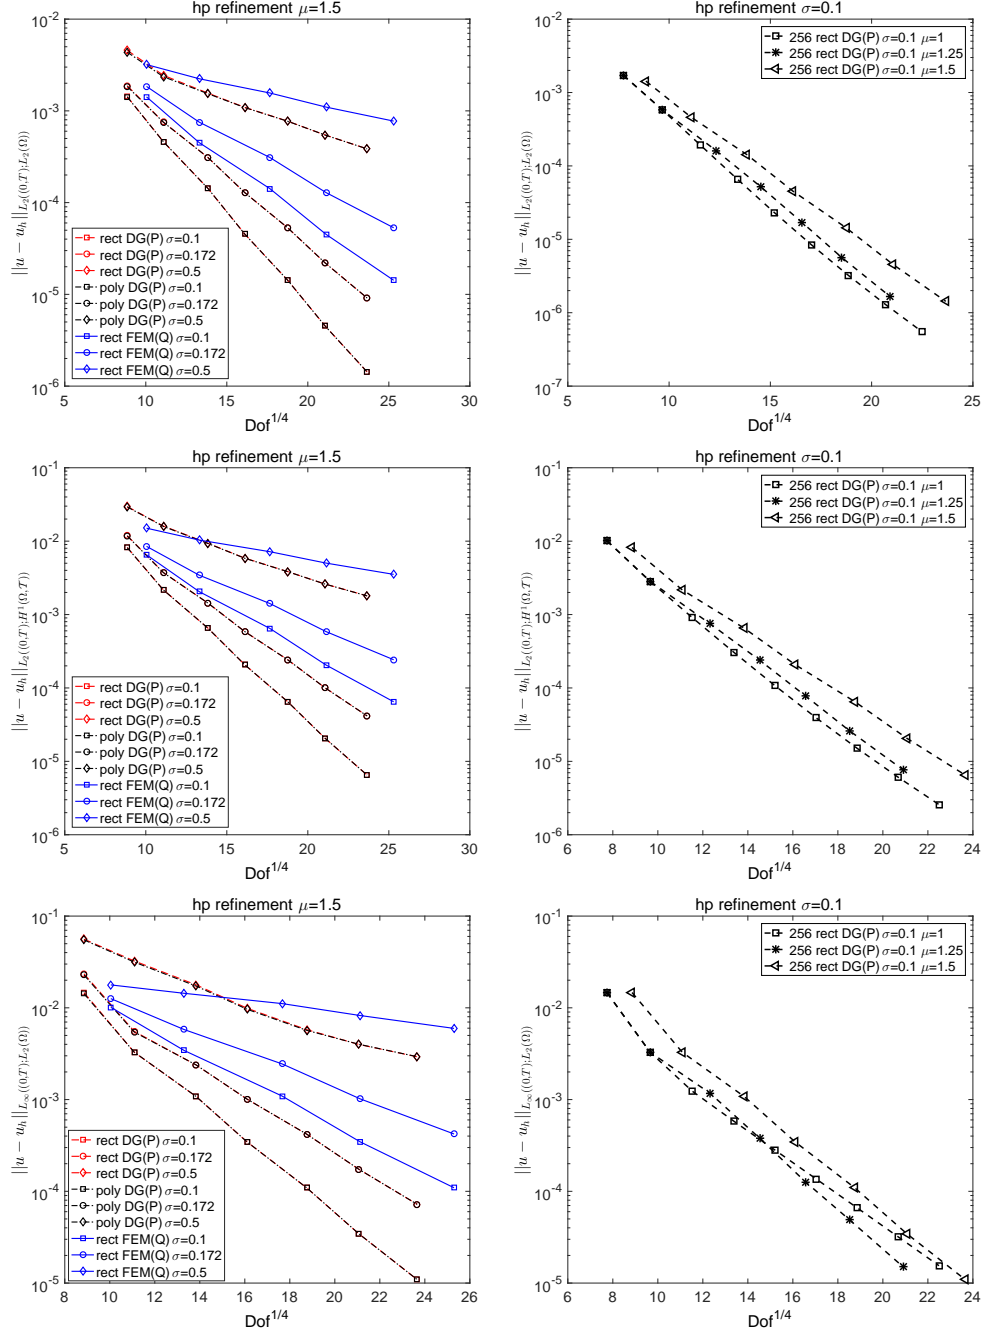 hp refinement μ=1.5
10^-2
10^-3
10^-4
10^-5
10^-6
||u − u_h||_{L_2((0,T);L_2(Ω))}
rect DG(P) σ=0.1
rect DG(P) σ=0.172
rect DG(P) σ=0.5
poly DG(P) σ=0.1
poly DG(P) σ=0.172
poly DG(P) σ=0.5
rect FEM(Q) σ=0.1
rect FEM(Q) σ=0.172
rect FEM(Q) σ=0.5
5 10 15 20 25 30
Dof^1/4
hp refinement σ=0.1
10^-2
10^-3
10^-4
10^-5
10^-6
10^-7
||u − u_h||_{L_2((0,T);L_2(Ω))}
256 rect DG(P) σ=0.1 μ=1
256 rect DG(P) σ=0.1 μ=1.25
256 rect DG(P) σ=0.1 μ=1.5
5 10 15 20 25
Dof^1/4
hp refinement μ=1.5
10^-1
10^-2
10^-3
10^-4
10^-5
10^-6
||u − u_h||_{L_2((0,T);H^1(Ω,T))}
rect DG(P) σ=0.1
rect DG(P) σ=0.172
rect DG(P) σ=0.5
poly DG(P) σ=0.1
poly DG(P) σ=0.172
poly DG(P) σ=0.5
rect FEM(Q) σ=0.1
rect FEM(Q) σ=0.172
rect FEM(Q) σ=0.5
5 10 15 20 25 30
Dof^1/4
hp refinement σ=0.1
10^-1
10^-2
10^-3
10^-4
10^-5
10^-6
||u − u_h||_{L_2((0,T);H^1(Ω,T))}
256 rect DG(P) σ=0.1 μ=1
256 rect DG(P) σ=0.1 μ=1.25
256 rect DG(P) σ=0.1 μ=1.5
6 8 10 12 14 16 18 20 22 24
Dof^1/4
hp refinement μ=1.5
10^-1
10^-2
10^-3
10^-4
10^-5
||u − u_h||_{L_∞((0,T);L_2(Ω))}
rect DG(P) σ=0.1
rect DG(P) σ=0.172
rect DG(P) σ=0.5
poly DG(P) σ=0.1
poly DG(P) σ=0.172
poly DG(P) σ=0.5
rect FEM(Q) σ=0.1
rect FEM(Q) σ=0.172
rect FEM(Q) σ=0.5
8 10 12 14 16 18 20 22 24 26
Dof^1/4
hp refinement σ=0.1
10^-1
10^-2
10^-3
10^-4
10^-5
||u − u_h||_{L_∞((0,T);L_2(Ω))}
256 rect DG(P) σ=0.1 μ=1
256 rect DG(P) σ=0.1 μ=1.25
256 rect DG(P) σ=0.1 μ=1.5
6 8 10 12 14 16 18 20 22 24
Dof^1/4